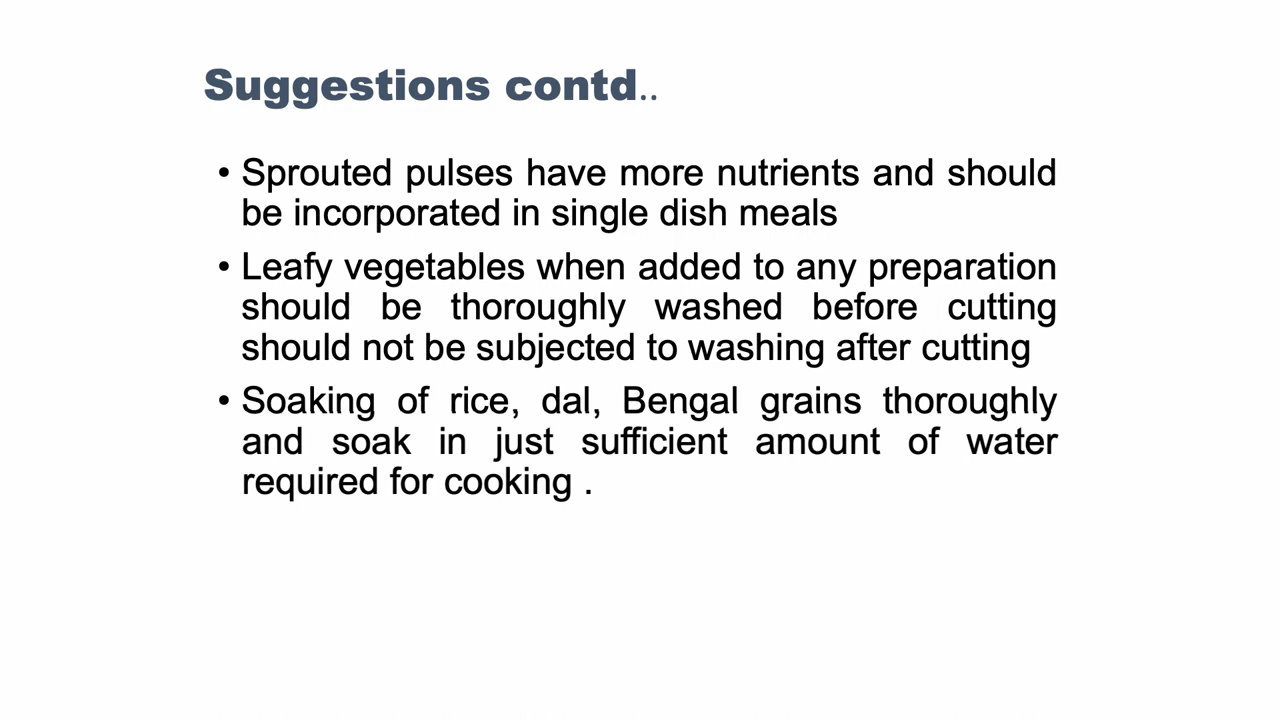 Suggestions contd..
• Sprouted pulses have more nutrients and should
be incorporated in single dish meals
• Leafy vegetables when added to any preparation
should be thoroughly washed before cutting
should not be subjected to washing after cutting
• Soaking of rice, dal, Bengal grains thoroughly
and soak in just sufficient amount of water
required for cooking .